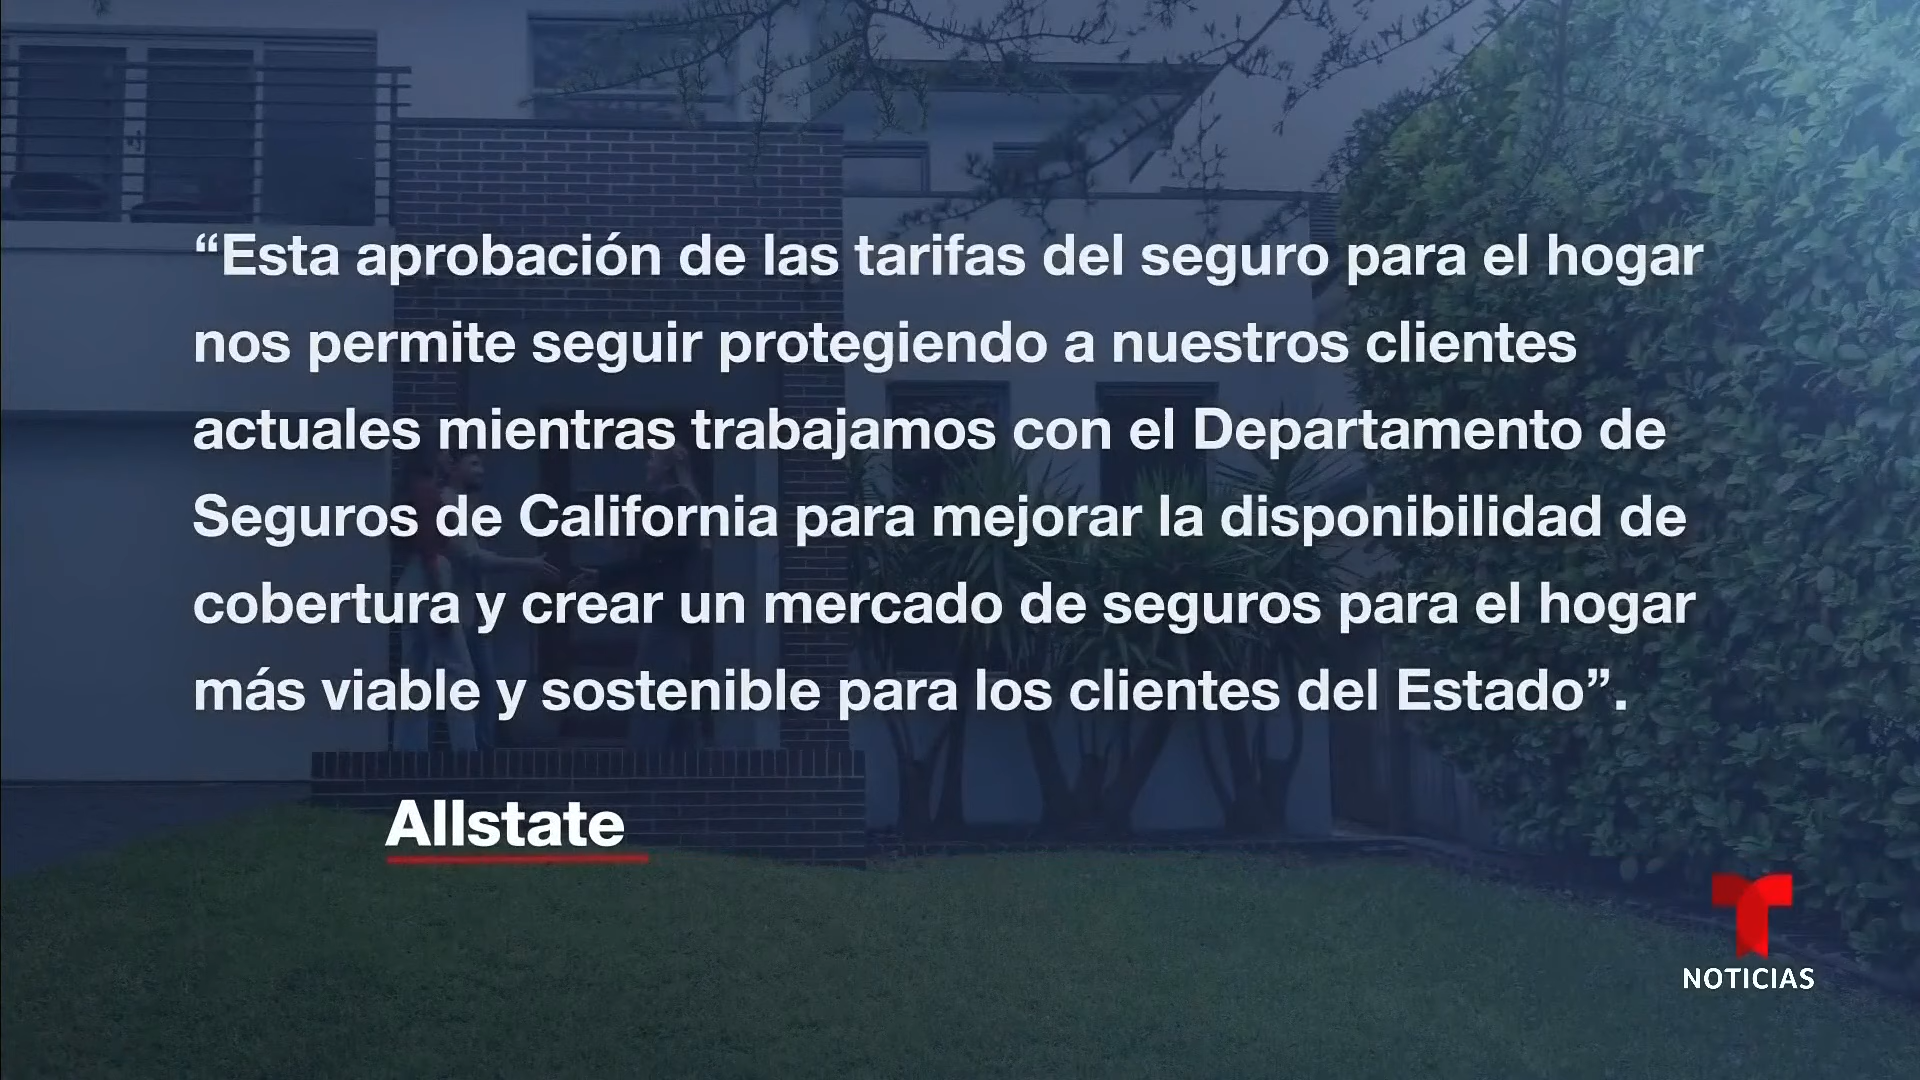 “Esta aprobación de las tarifas del seguro para el hogar
nos permite seguir protegiendo a nuestros clientes
actuales mientras trabajamos con el Departamento de
Seguros de California para mejorar la disponibilidad de
cobertura y crear un mercado de seguros para el hogar
más viable y sostenible para los clientes del Estado”.
Allstate
NOTICIAS